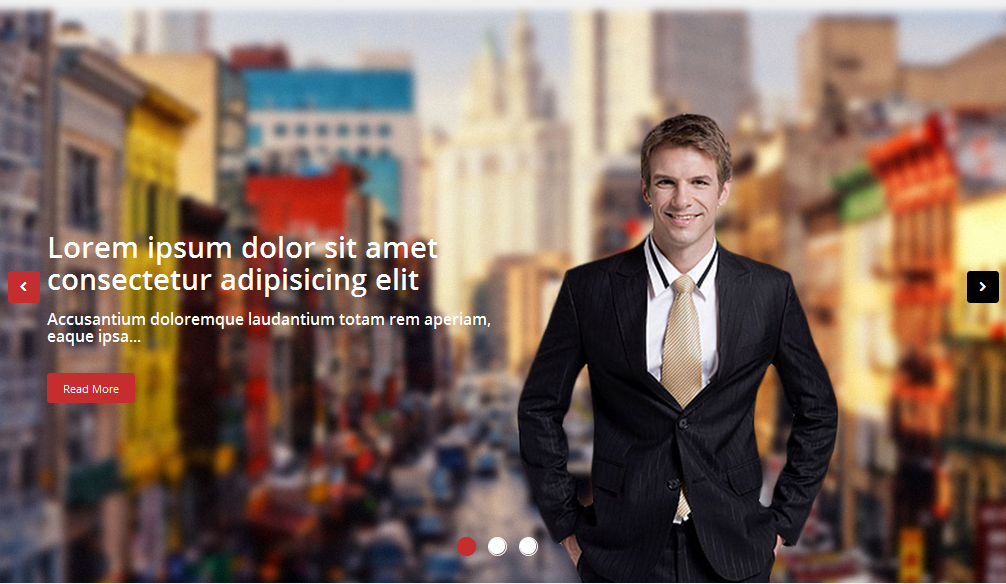 Lorem ipsum dolor sit amet
consectetur adipisicing elit
Accusantium doloremque laudantium totam rem aperiam,
eaque ipsa...
Read More